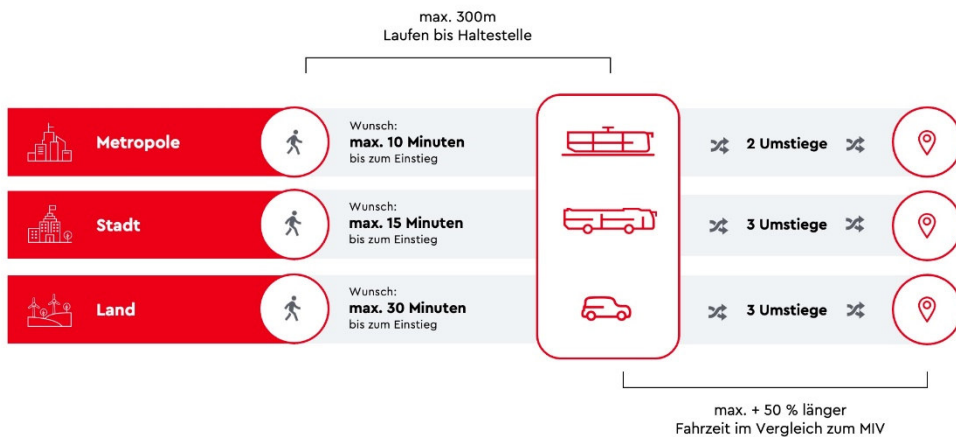 max. 300m
Laufen bis Haltestelle
Metropole
Wunsch:
max. 10 Minuten
bis zum Einstieg
2 Umstiege
Stadt
Wunsch:
max. 15 Minuten
bis zum Einstieg
3 Umstiege
Land
Wunsch:
max. 30 Minuten
bis zum Einstieg
3 Umstiege
max. + 50 % länger
Fahrzeit im Vergleich zum MIV